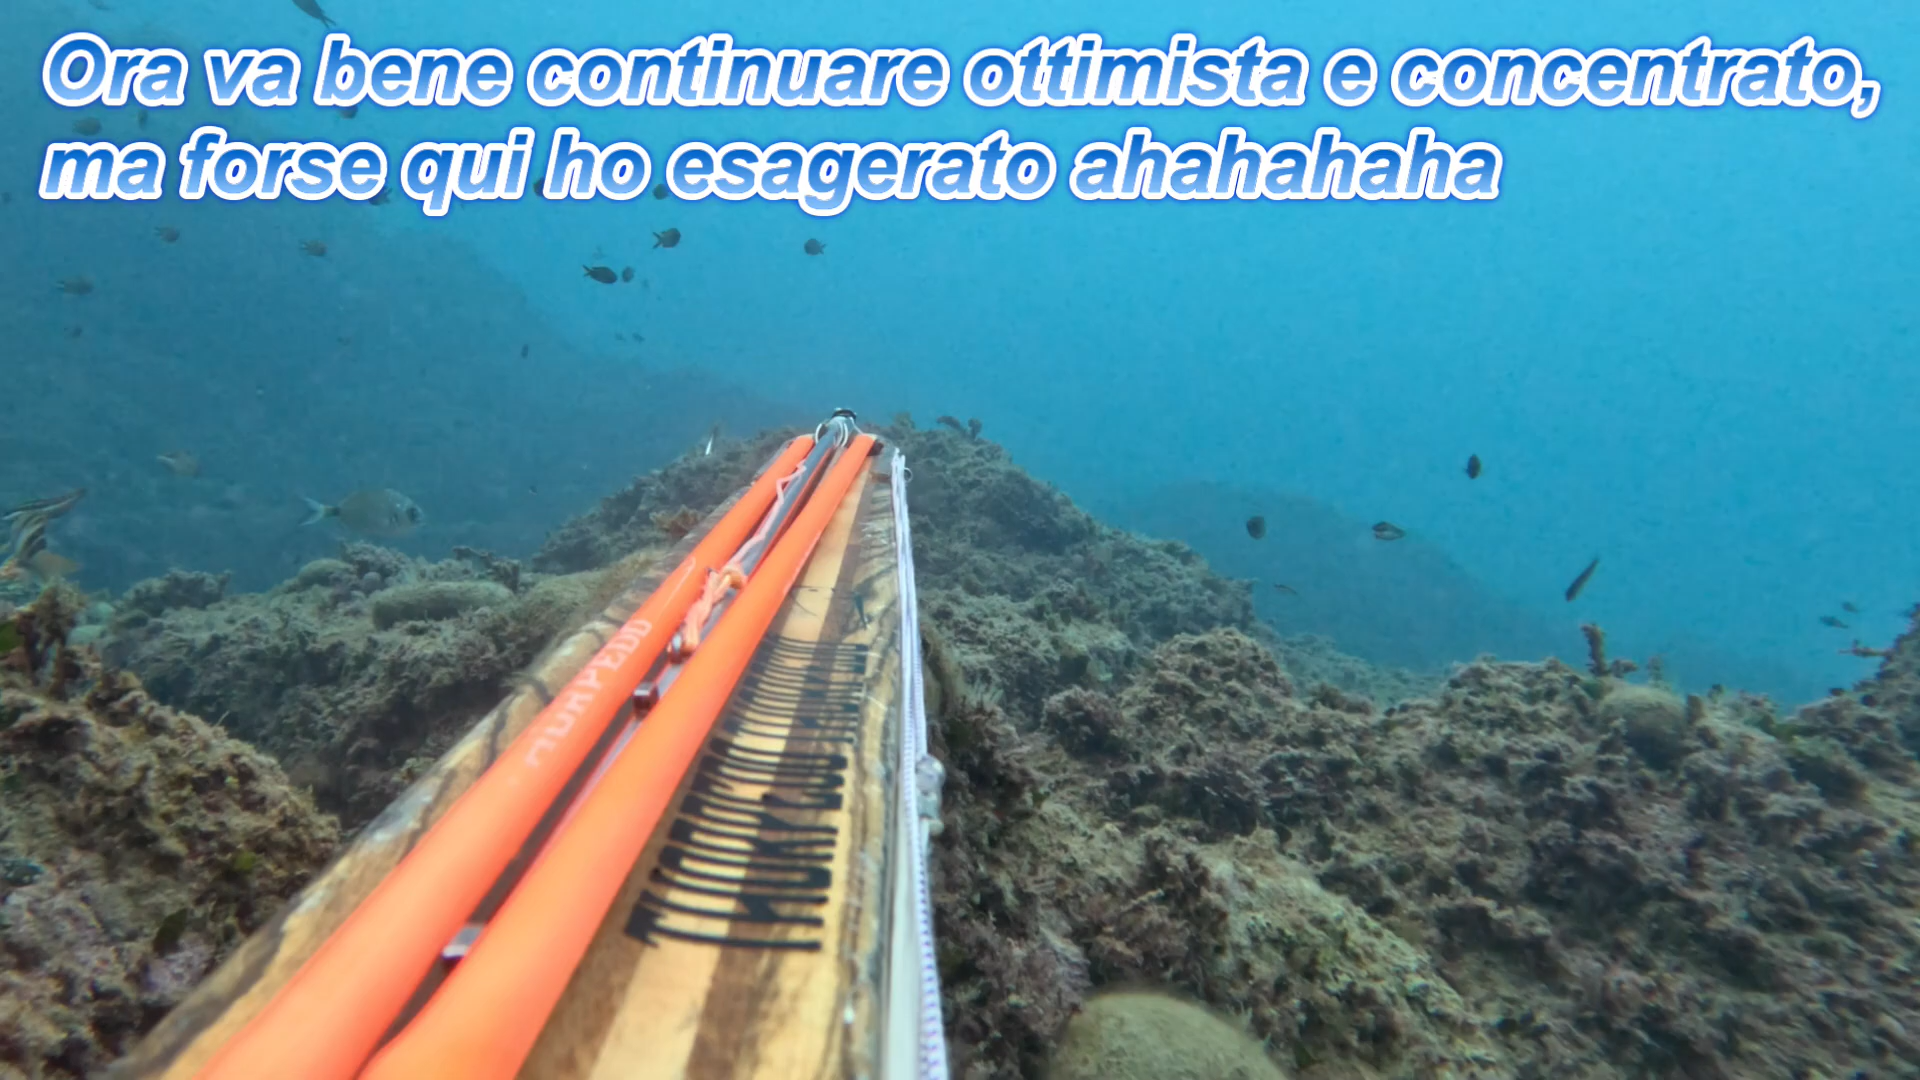 Ora va bene continuare ottimista e concentrato,
ma forse qui ho esagerato ahahahaha